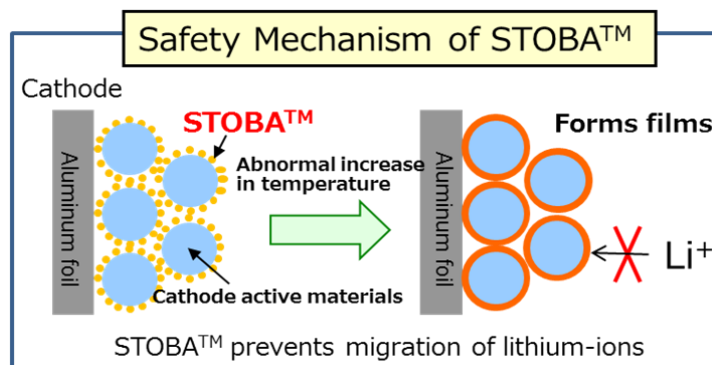 Safety Mechanism of STOBA™
Cathode
STOBA™
Aluminum foil
Abnormal increase
in temperature
Cathode active materials
Forms films
Aluminum foil
Li⁺
STOBA™ prevents migration of lithium-ions